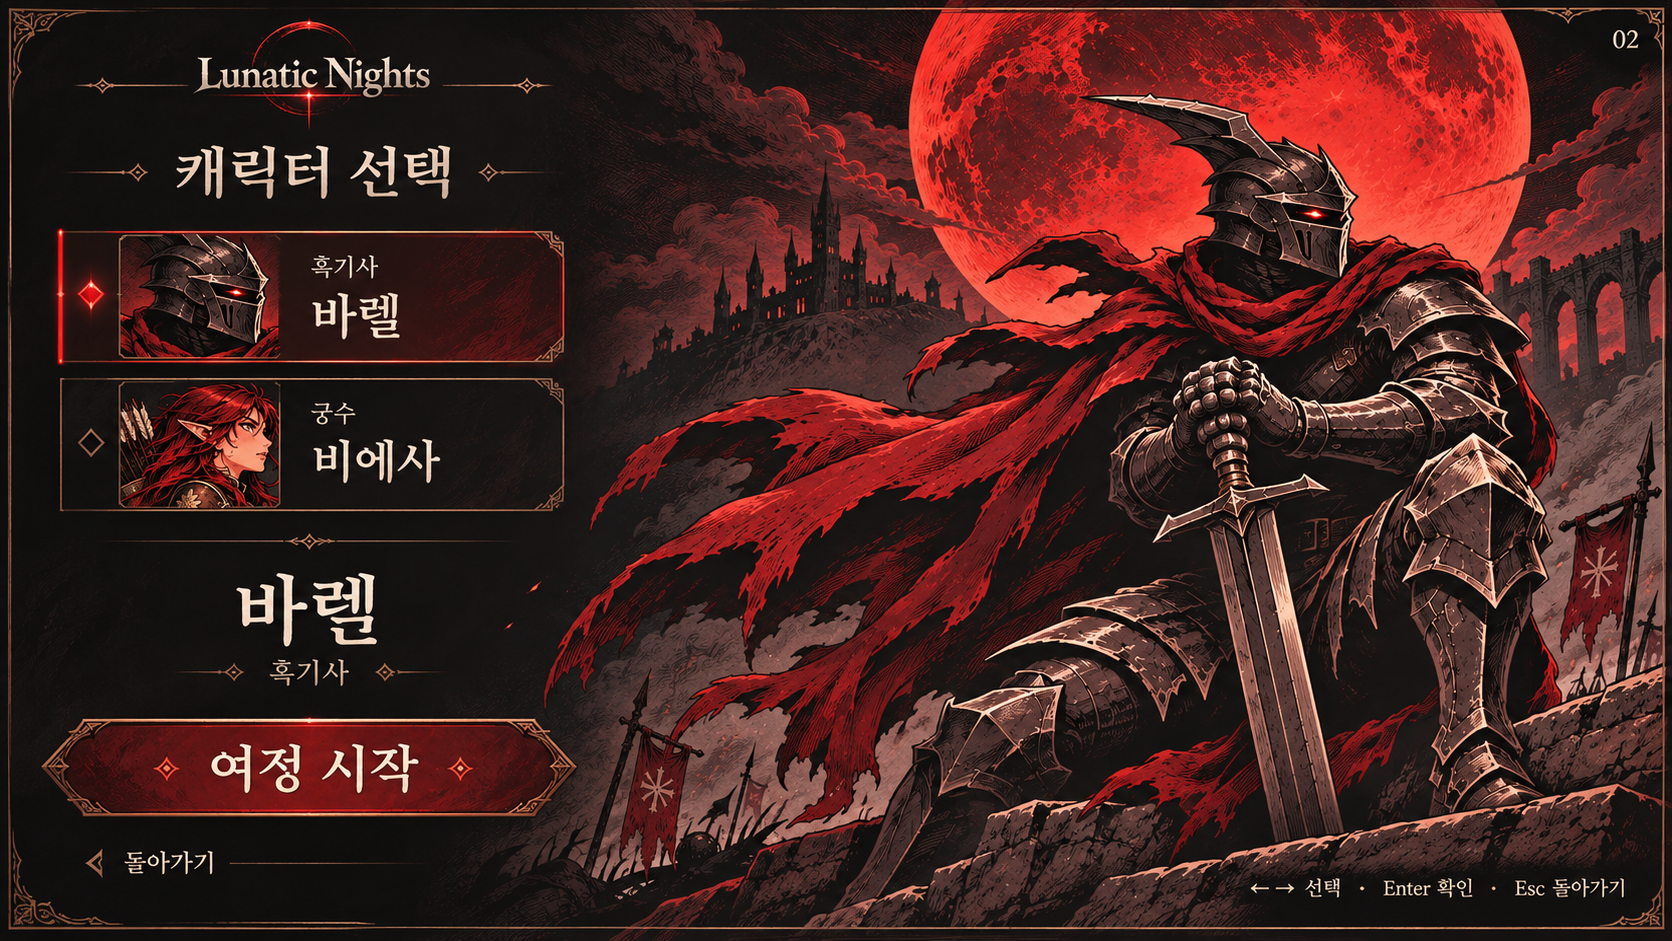 Lunatic Nights
02
캐릭터 선택
흑기사
바렐
궁수
비에사
바렐
흑기사
여정 시작
돌아가기
←→ 선택 · Enter 확인 · Esc 돌아가기